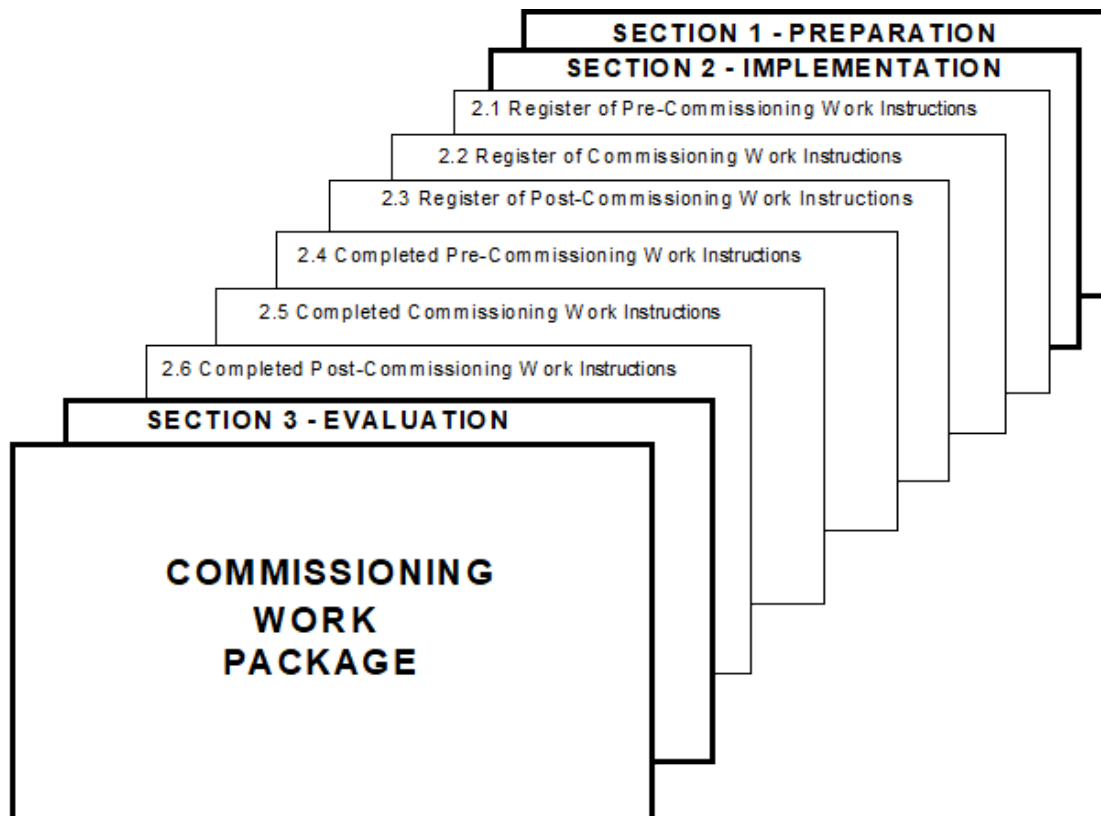 SECTION 1 - PREPARATION
SECTION 2 - IMPLEMENTATION
2.1 Register of Pre-Commissioning Work Instructions
2.2 Register of Commissioning Work Instructions
2.3 Register of Post-Commissioning Work Instructions
2.4 Completed Pre-Commissioning Work Instructions
2.5 Completed Commissioning Work Instructions
2.6 Completed Post-Commissioning Work Instructions
SECTION 3 - EVALUATION
COMMISSIONING
WORK
PACKAGE